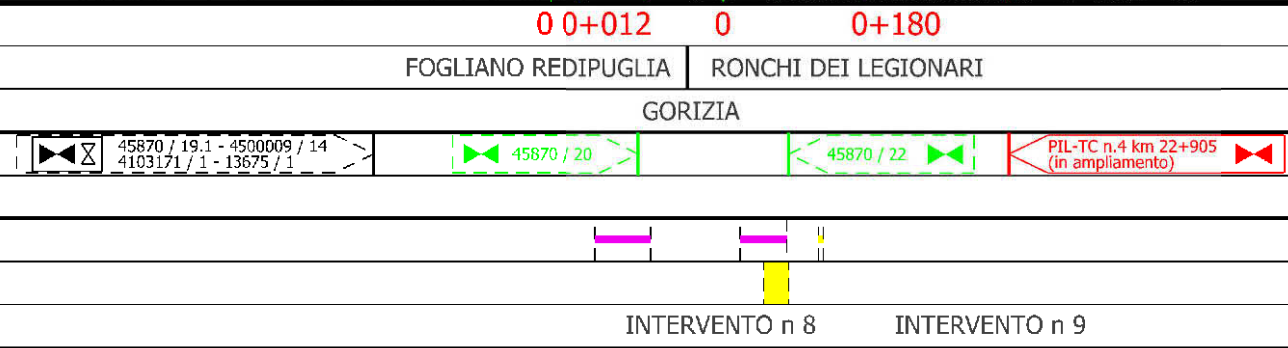 0 0+012 0 0+180
FOGLIANO REDIPUGLIA RONCHI DEI LEGIONARI
GORIZIA
45870 / 19.1 - 4500009 / 14
4103171 / 1 - 13675 / 1
45870 / 20
45870 / 22
PIL-TC n.4 km 22+905
(in ampliamento)
INTERVENTO n 8 INTERVENTO n 9